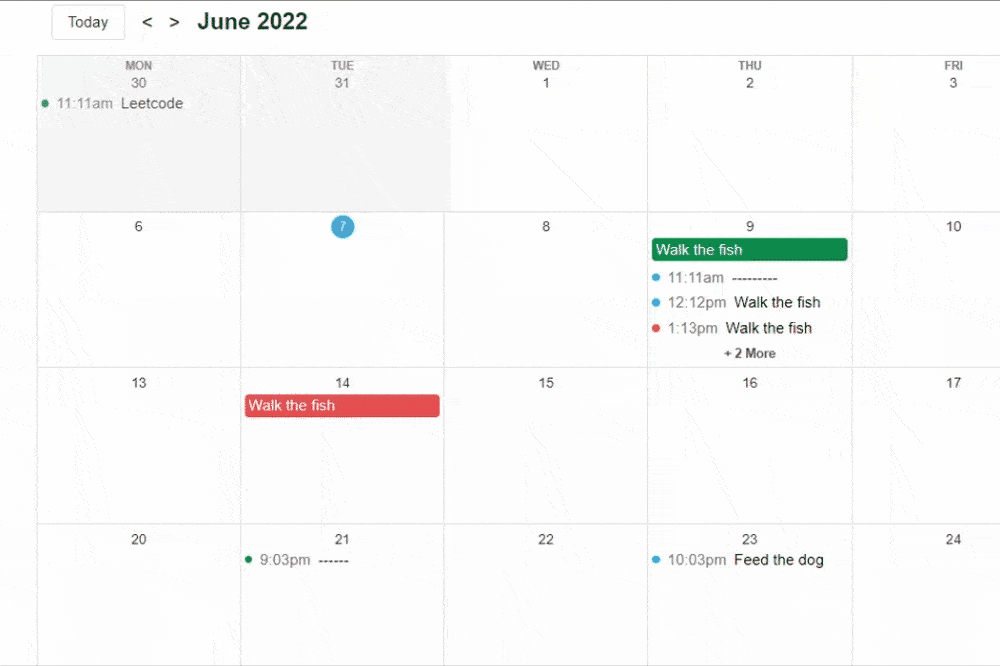 Today < > June 2022
MON TUE WED THU FRI
30 31 1 2 3
11:11am Leetcode
6 7 8 9 10
Walk the fish
11:11am ---------
12:12pm Walk the fish
1:13pm Walk the fish
+ 2 More
13 14 15 16 17
Walk the fish
20 21 22 23 24
9:03pm ------ 10:03pm Feed the dog